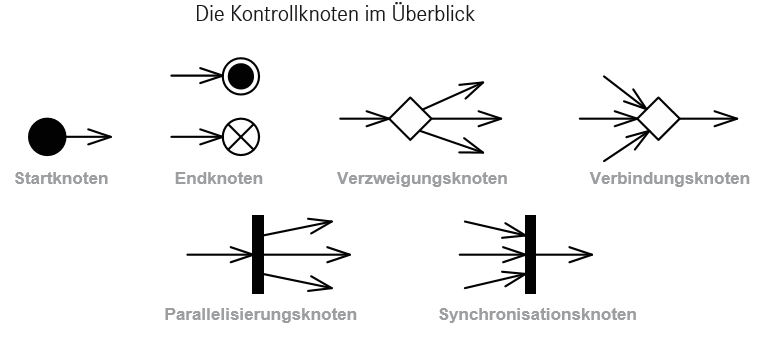 Die Kontrollknoten im Überblick
Startknoten
Endknoten
Verzweigungsknoten
Verbindungsknoten
Parallelisierungsknoten
Synchronisationsknoten